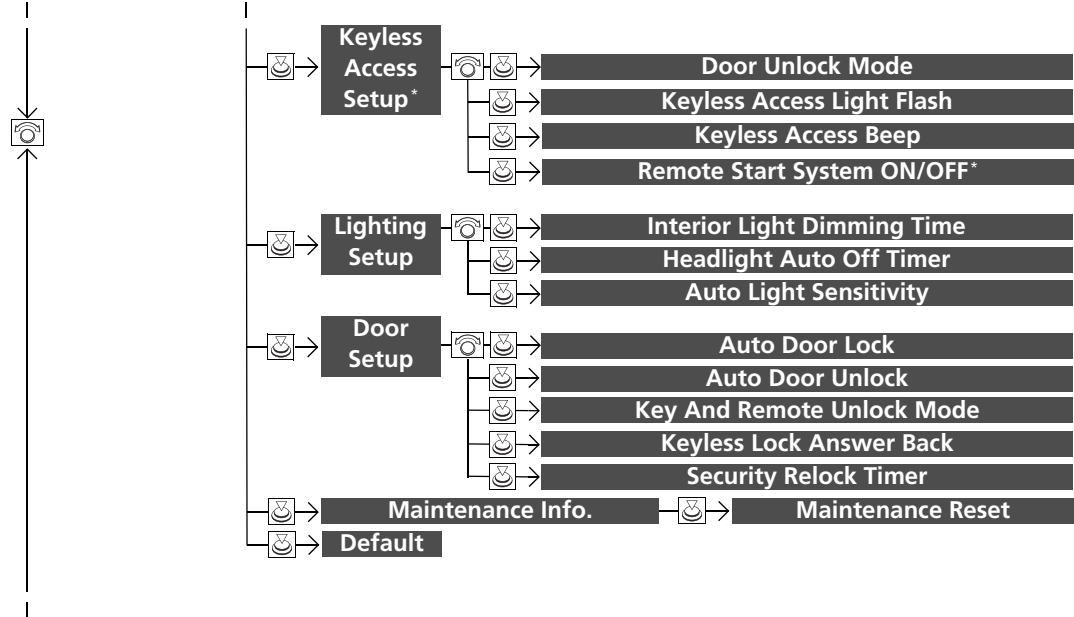 Keyless
Access
Setup*
Door Unlock Mode
Keyless Access Light Flash
Keyless Access Beep
Remote Start System ON/OFF*
Lighting
Setup
Interior Light Dimming Time
Headlight Auto Off Timer
Auto Light Sensitivity
Door
Setup
Auto Door Lock
Auto Door Unlock
Key And Remote Unlock Mode
Keyless Lock Answer Back
Security Relock Timer
Maintenance Info.
Maintenance Reset
Default